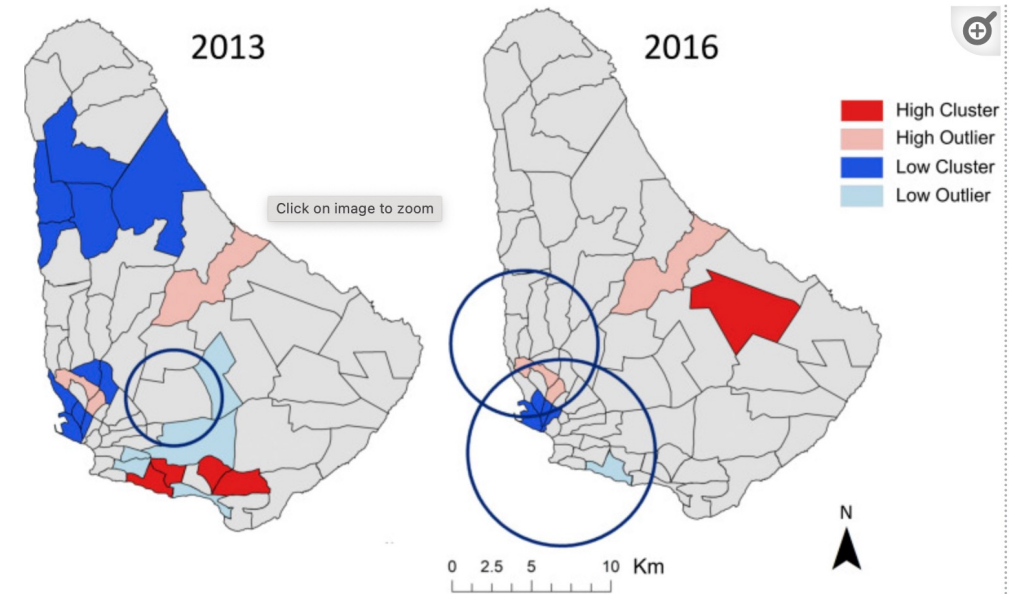 2013
2016
High Cluster
High Outlier
Low Cluster
Low Outlier
Click on image to zoom
N
0 2.5 5 10 Km